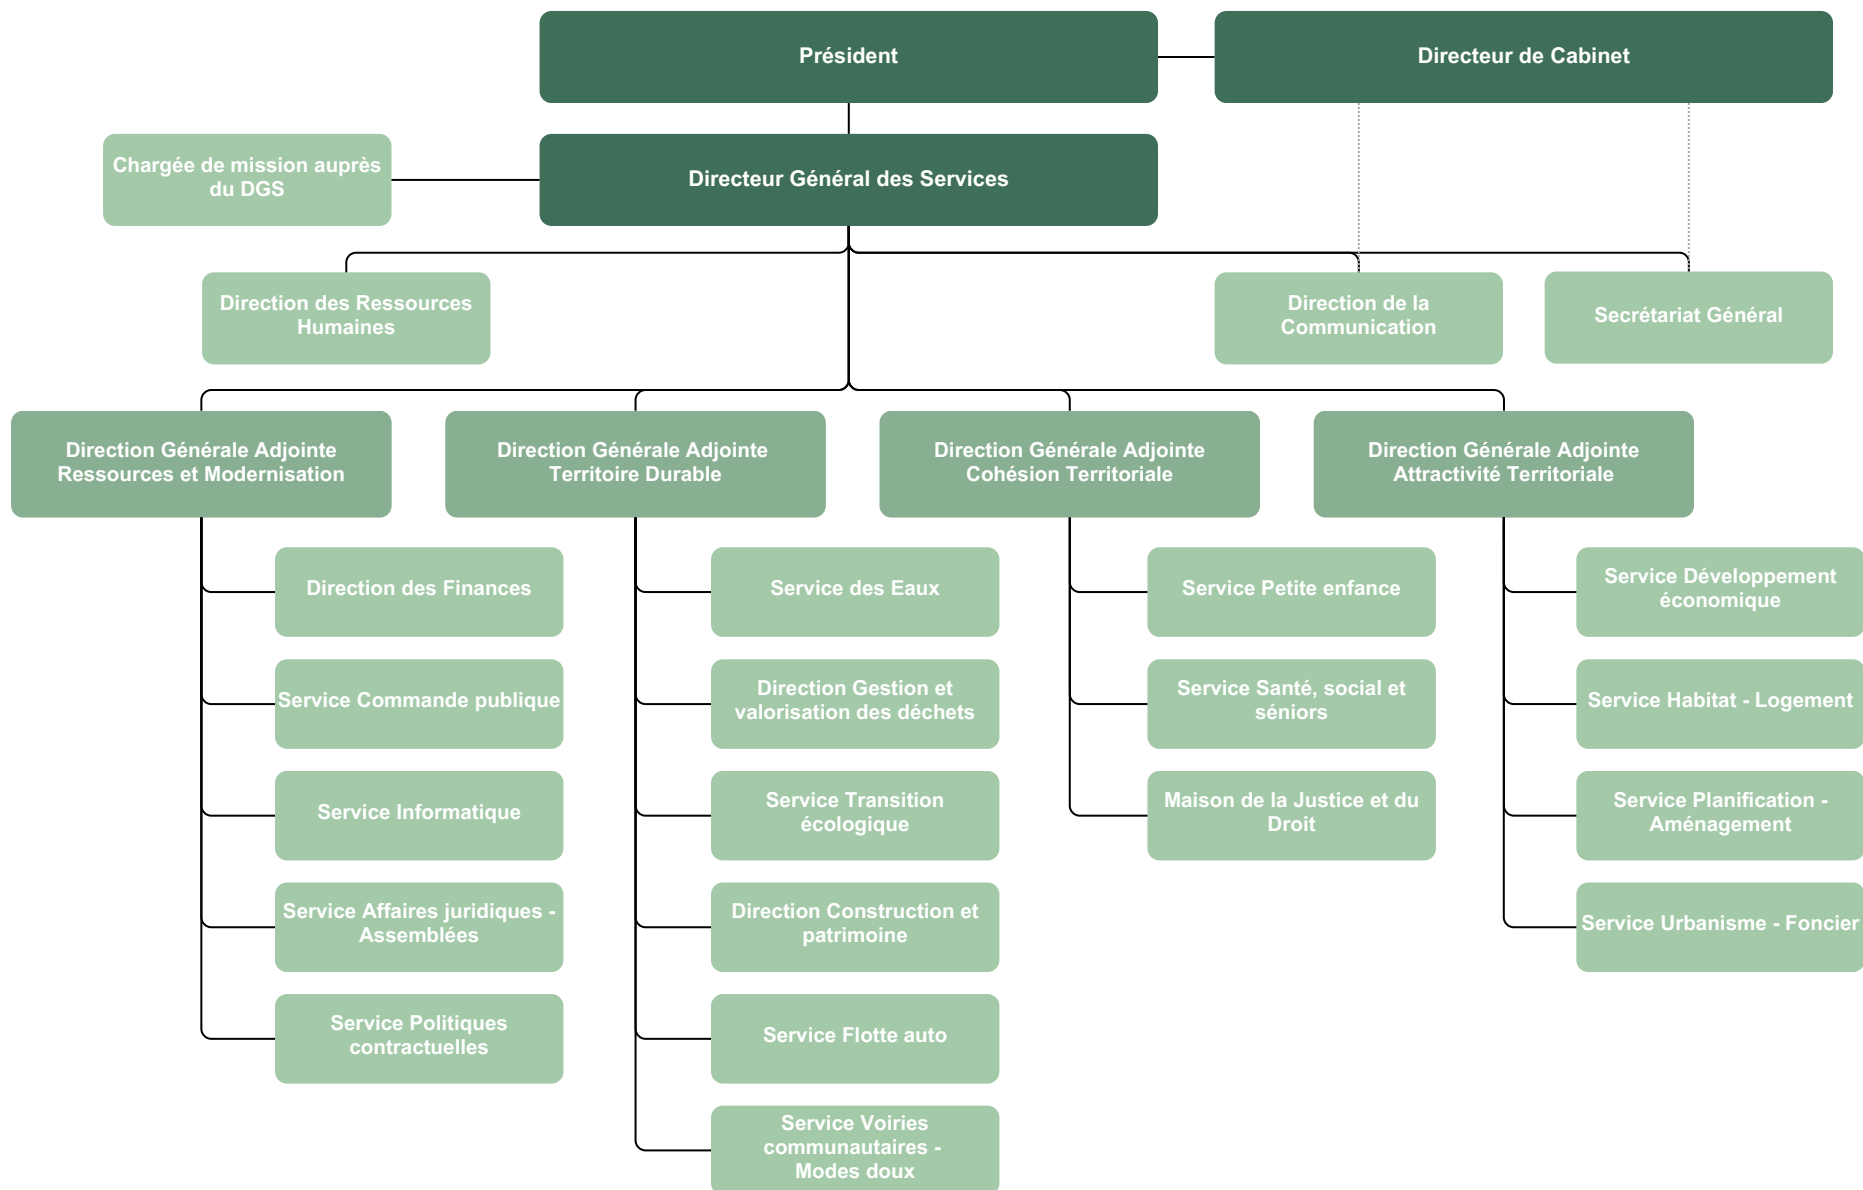 Président
Directeur de Cabinet
Chargée de mission auprès
du DGS
Directeur Général des Services
Direction des Ressources
Humaines
Direction de la
Communication
Secrétariat Général
Direction Générale Adjointe
Ressources et Modernisation
Direction Générale Adjointe
Territoire Durable
Direction Générale Adjointe
Cohésion Territoriale
Direction Générale Adjointe
Attractivité Territoriale
Direction des Finances
Service Commande publique
Service Informatique
Service Affaires juridiques -
Assemblées
Service Politiques
contractuelles
Service des Eaux
Direction Gestion et
valorisation des déchets
Service Transition
écologique
Direction Construction et
patrimoine
Service Flotte auto
Service Voiries
communautaires -
Modes doux
Service Petite enfance
Service Santé, social et
séniors
Maison de la Justice et du
Droit
Service Développement
économique
Service Habitat - Logement
Service Planification -
Aménagement
Service Urbanisme - Foncier